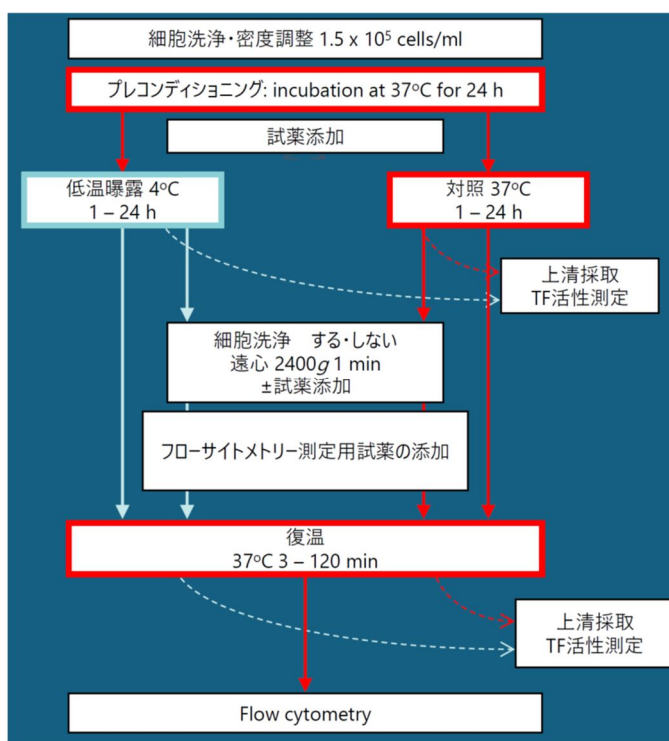 細胞洗浄・密度調整 1.5 x 10⁵ cells/ml
プレコンディショニング: incubation at 37ºC for 24 h
試薬添加
低温曝露 4ºC
1 – 24 h
対照 37ºC
1 – 24 h
上清採取
TF活性測定
細胞洗浄 する・しない
遠心 2400g 1 min
±試薬添加
フローサイトメトリー測定用試薬の添加
復温
37ºC 3 – 120 min
上清採取
TF活性測定
Flow cytometry